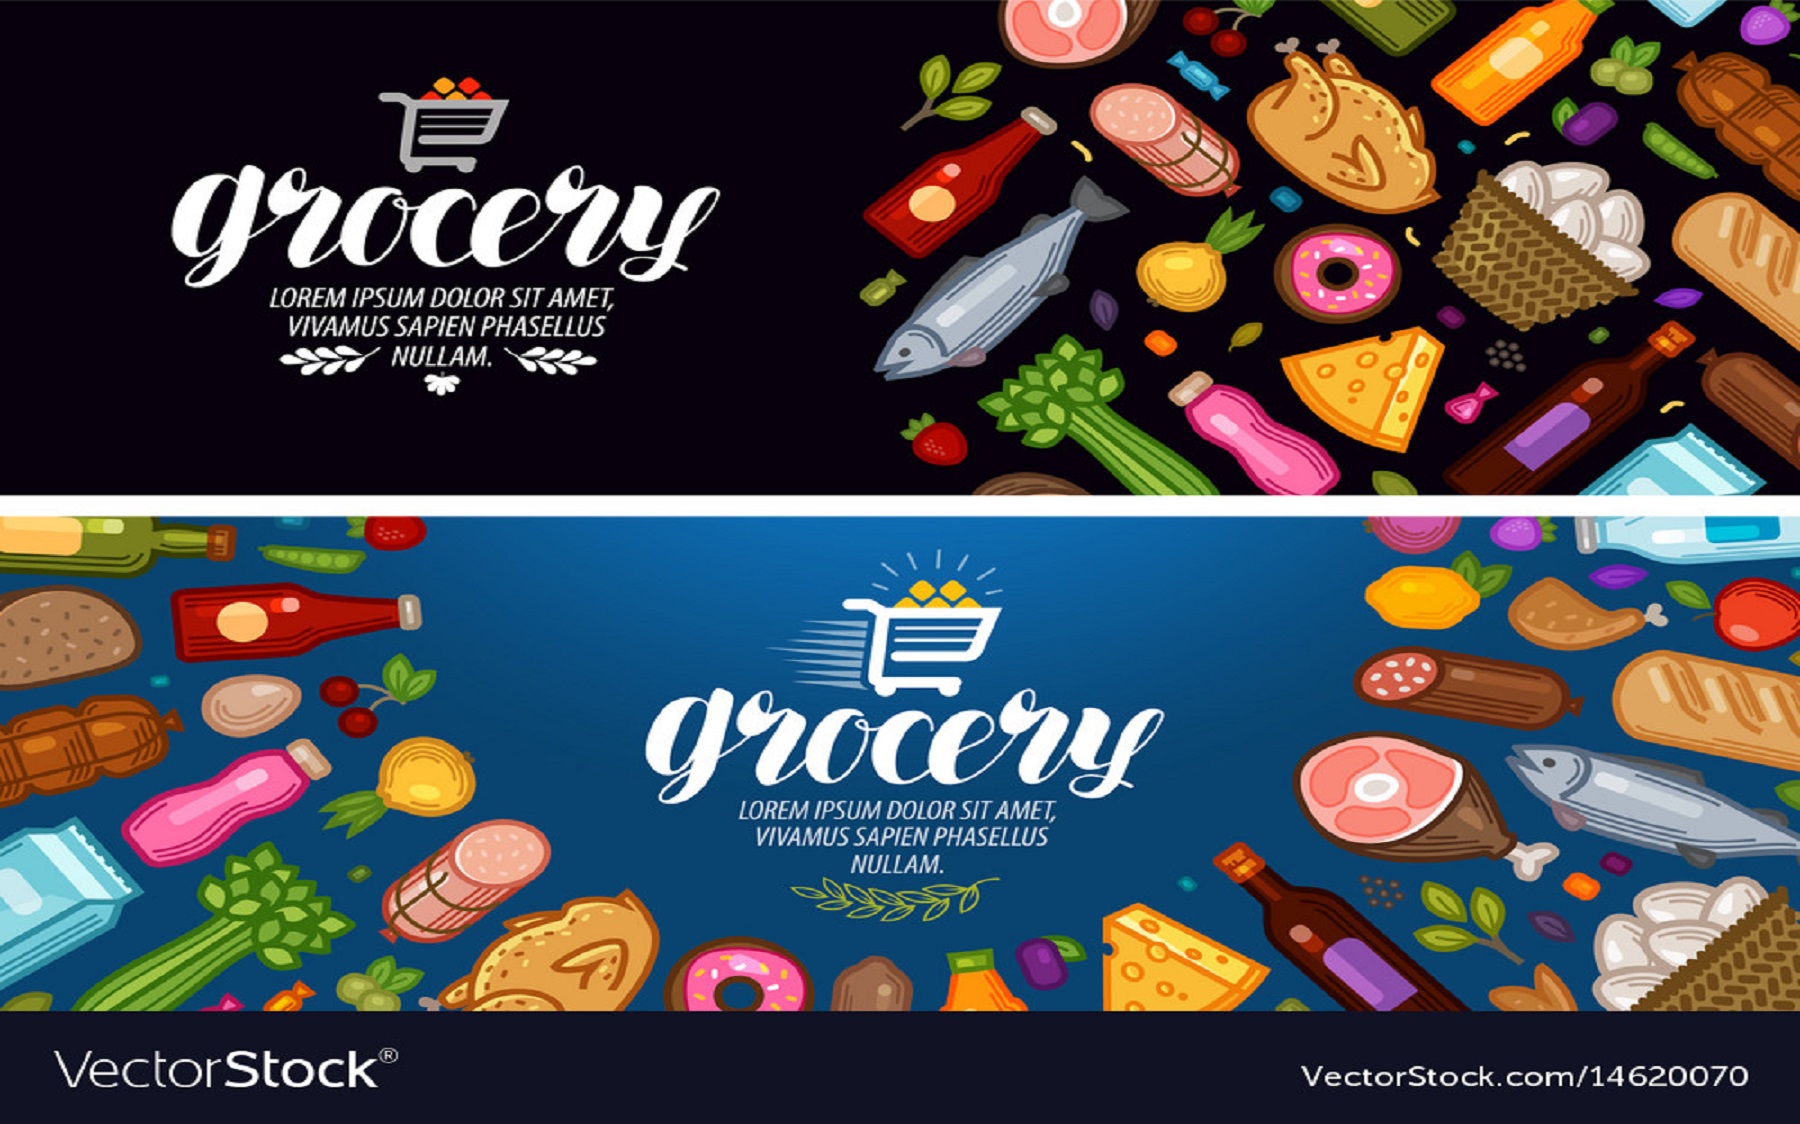 grocery
LOREM IPSUM DOLOR SIT AMET,
VIVAMUS SAPIEN PHASELLUS
NULLAM.
grocery
LOREM IPSUM DOLOR SIT AMET,
VIVAMUS SAPIEN PHASELLUS
NULLAM.
VectorStock®
VectorStock.com/14620070